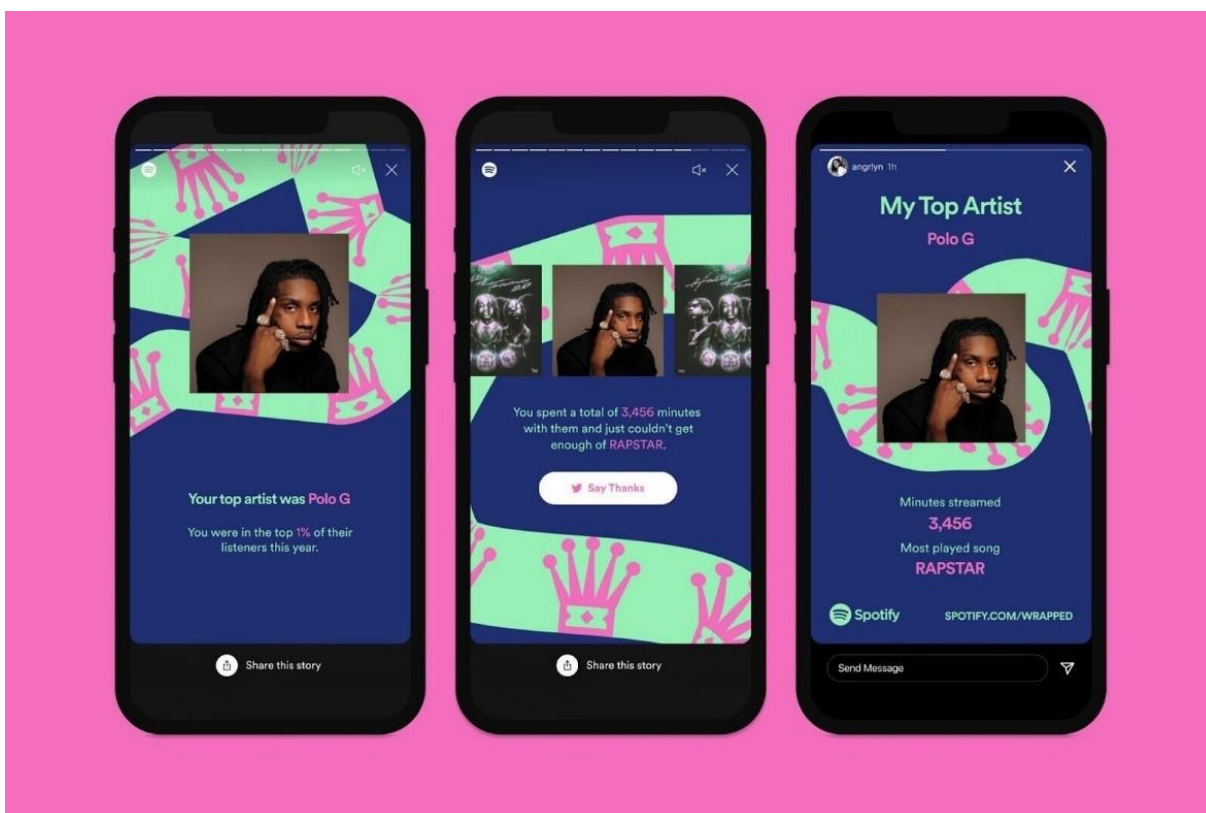 Your top artist was Polo G
You were in the top 1% of their
listeners this year.
Share this story
You spent a total of 3,456 minutes
with them and just couldn't get
enough of RAPSTAR.
Say Thanks
Share this story
angrlyn 1h
My Top Artist
Polo G
Minutes streamed
3,456
Most played song
RAPSTAR
Spotify
SPOTIFY.COM/WRAPPED
Send Message